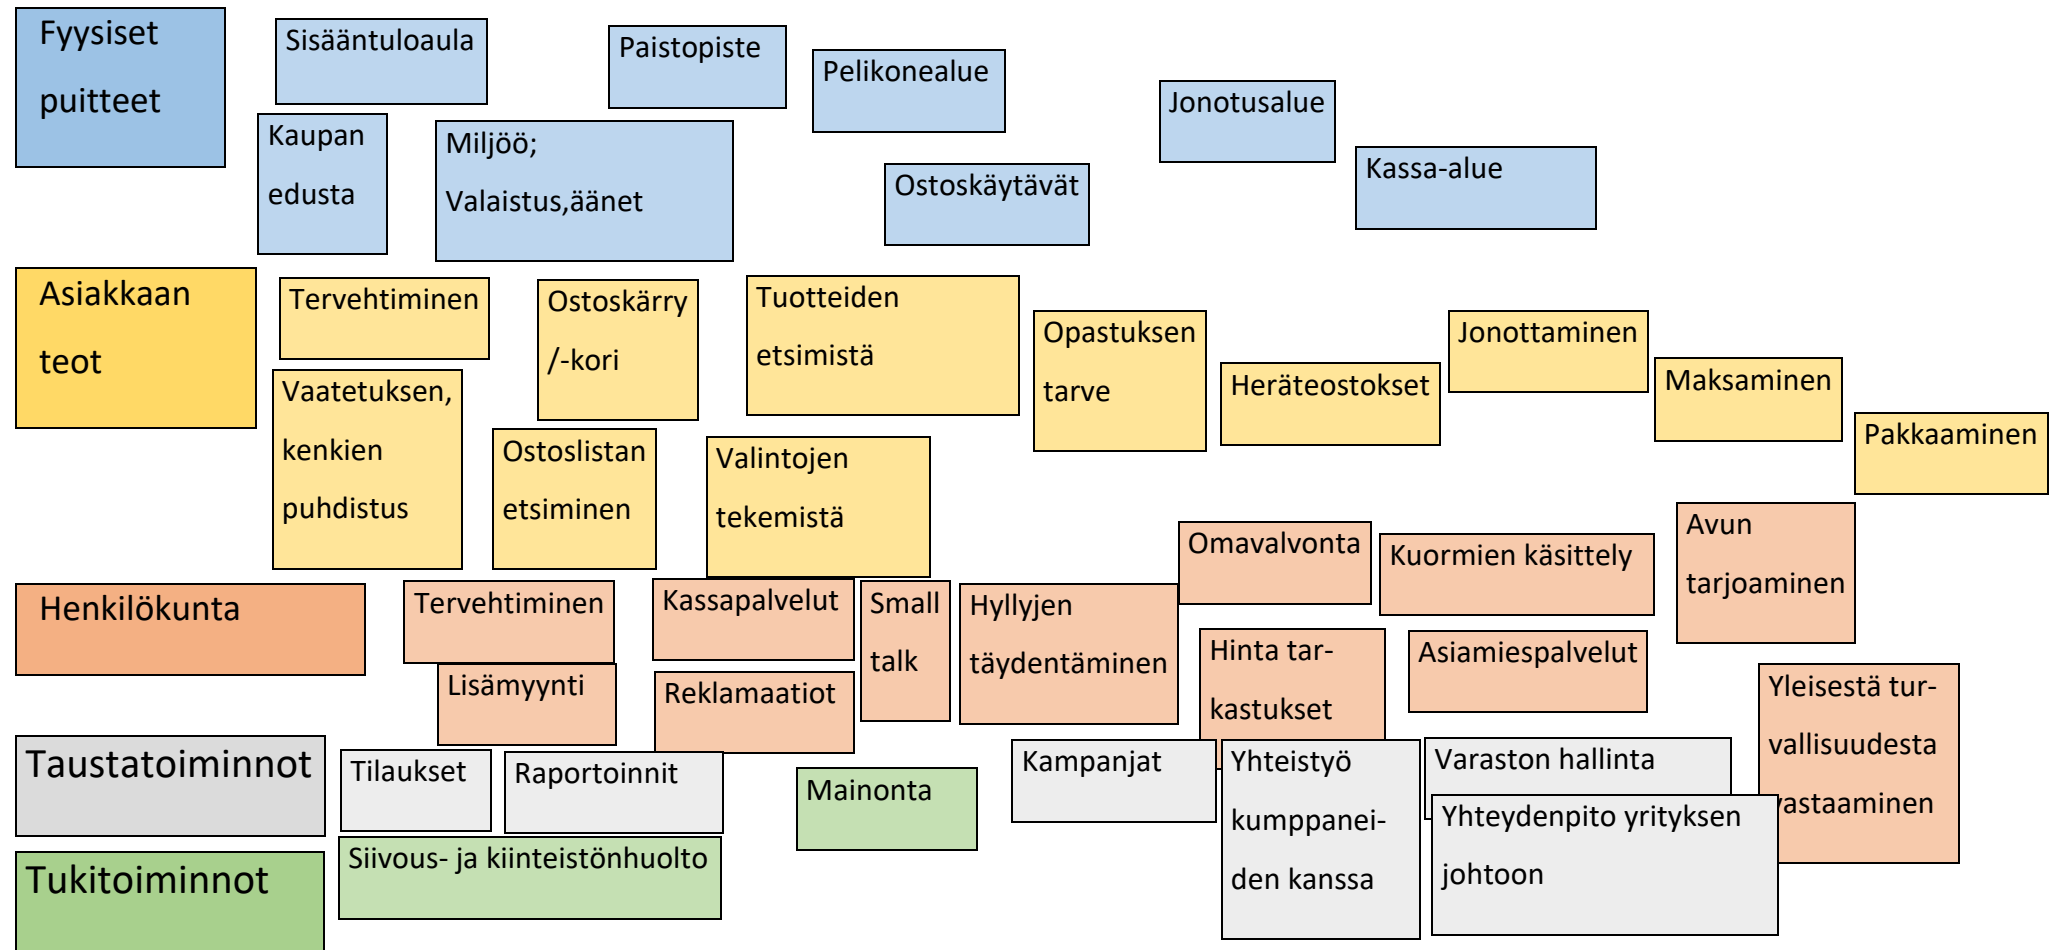 Fyysiset
puitteet
Sisääntuloaula
Paistopiste
Pelikonealue
Jonotusalue
Kaupan
edusta
Miljöö;
Valaistus,äänet
Ostoskäytävät
Kassa-alue
Asiakkaan
teot
Tervehtiminen
Ostoskärry
/-kori
Tuotteiden
etsimistä
Opastuksen
tarve
Heräteostokset
Jonottaminen
Maksaminen
Pakkaaminen
Vaatetuksen,
kenkien
puhdistus
Ostoslistan
etsiminen
Valintojen
tekemistä
Henkilökunta
Tervehtiminen
Kassapalvelut
Small
talk
Hyllyjen
täydentäminen
Omavalvonta
Kuormien käsittely
Avun
tarjoaminen
Lisämyynti
Reklamaatiot
Hinta tar-
kastukset
Asiamiespalvelut
Yleisestä tur-
vallisuudesta
vastaaminen
Taustatoiminnot
Tilaukset
Raportoinnit
Mainonta
Kampanjat
Yhteistyö
kumppanei-
den kanssa
Varaston hallinta
Yhteydenpito yrityksen
johtoon
Tukitoiminnot
Siivous- ja kiinteistönhuolto